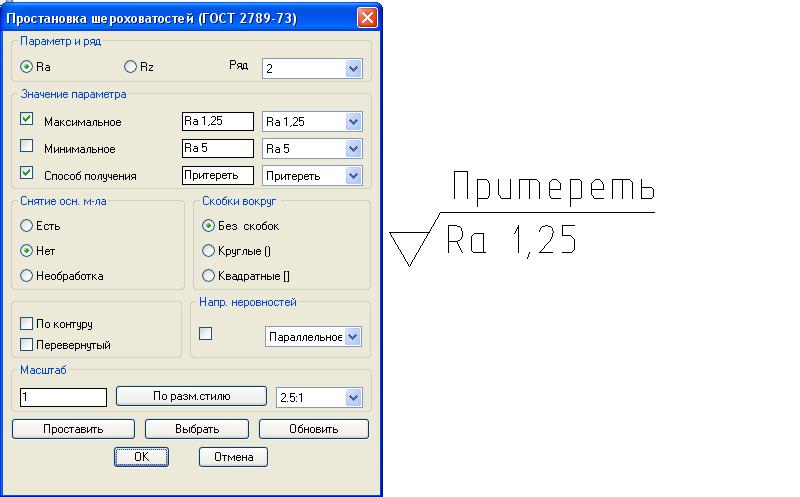 Простановка шероховатостей (ГОСТ 2789-73)
Параметр и ряд
Ra Rz Ряд 2
Значение параметра
Максимальное Ra 1,25 Ra 1,25
Минимальное Ra 5 Ra 5
Способ получения Притереть Притереть
Снятие осн. м-ла
Есть
Нет
Необработка
Скобки вокруг
Без скобок
Круглые ()
Квадратные []
По контуру
Перевернутый
Напр. неровностей
Параллельное
Масштаб
1 По разм.стилю 2.5:1
Проставить Выбрать Обновить
OK Отмена
Притереть
Ra 1,25